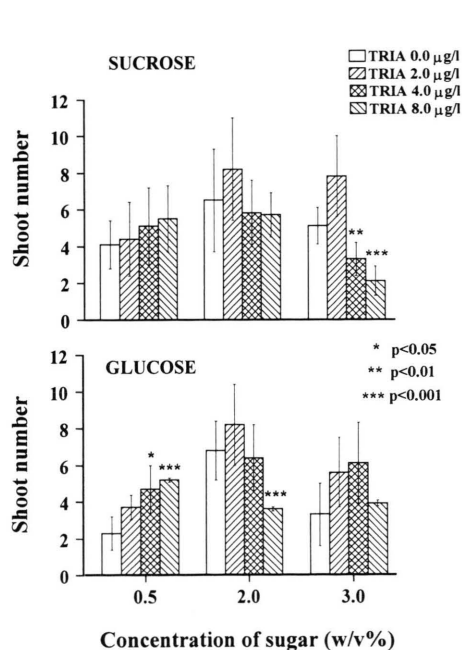 SUCROSE
TRIA 0.0 μg/l
TRIA 2.0 μg/l
TRIA 4.0 μg/l
TRIA 8.0 μg/l
12
10
8
6
4
2
0
Shoot number
**
***
GLUCOSE
* p<0.05
** p<0.01
*** p<0.001
12
10
8
6
4
2
0
Shoot number
*
***
***
0.5 2.0 3.0
Concentration of sugar (w/v%)